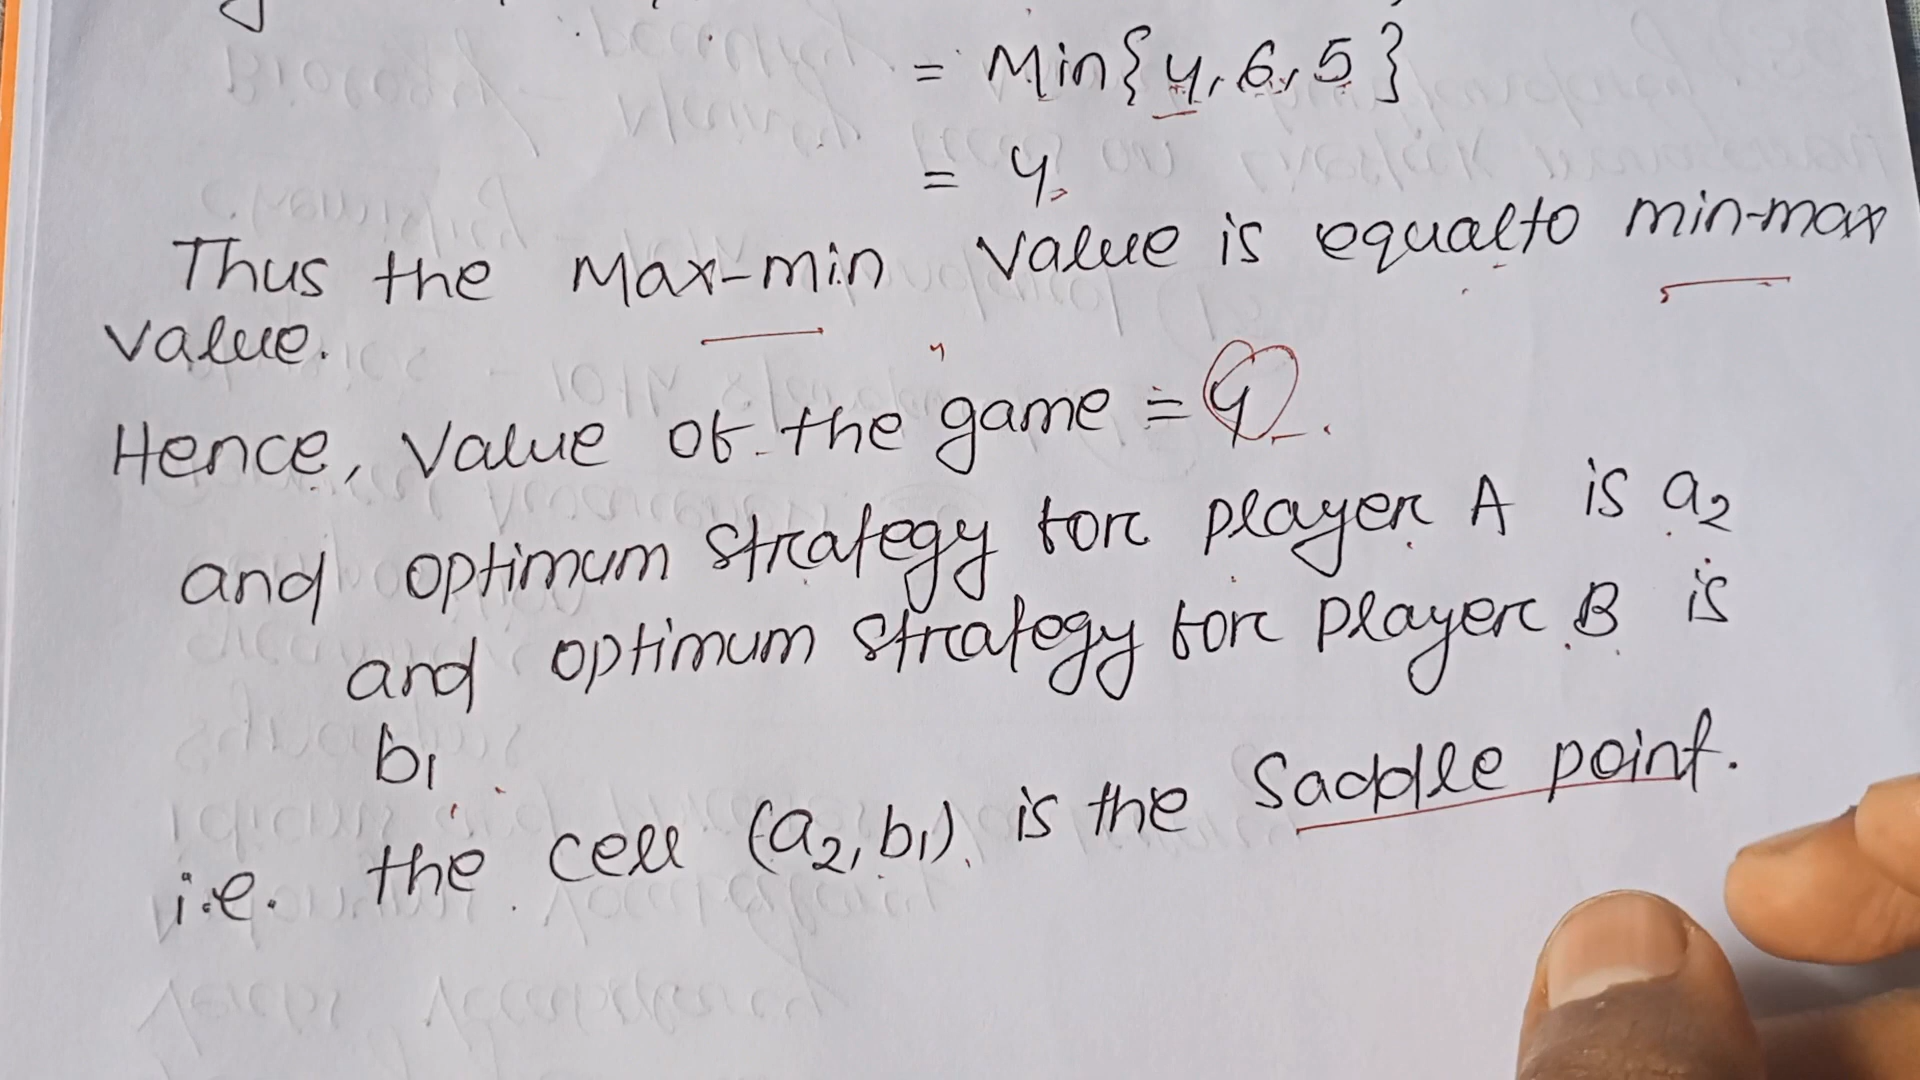 = Min{4, 6, 5}
= 4
Thus the Max-min value is equal to min-max
value.
Hence, Value of the game = 4.
and optimum strategy for player A is a₂
and optimum strategy for player B is
b₁
i.e. the cell (a₂, b₁) is the Saddle point.